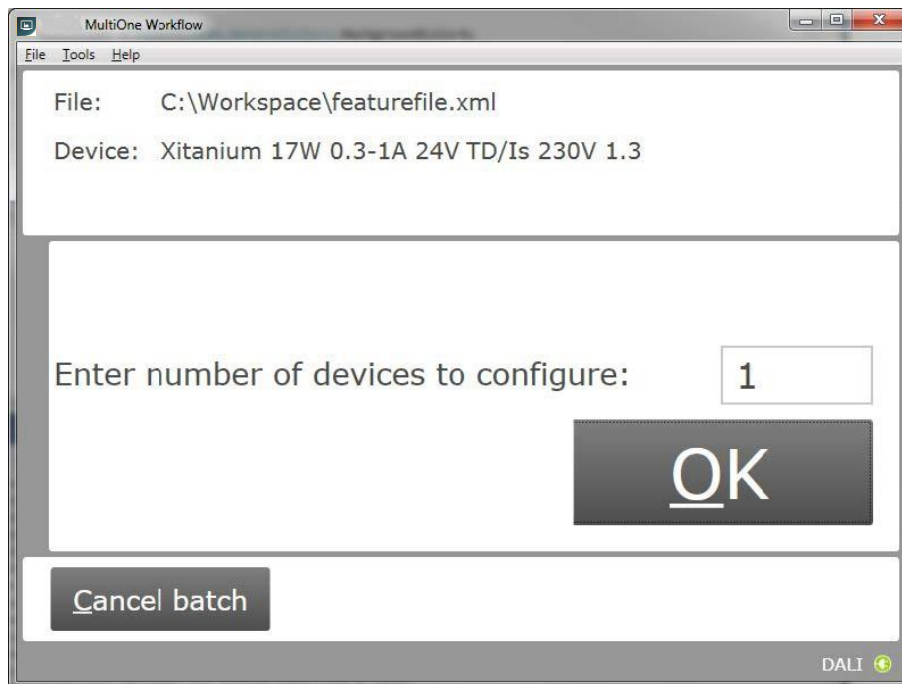 MultiOne Workflow
File Tools Help
File: C:\Workspace\featurefile.xml
Device: Xitanium 17W 0.3-1A 24V TD/Is 230V 1.3
Enter number of devices to configure: 1
OK
Cancel batch
DALI